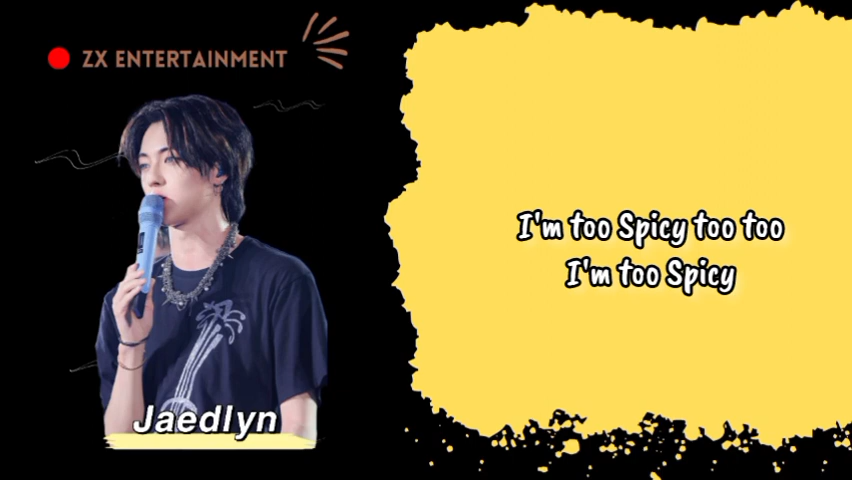 ZX ENTERTAINMENT
I'm too Spicy too too
I'm too Spicy
Jaedlyn